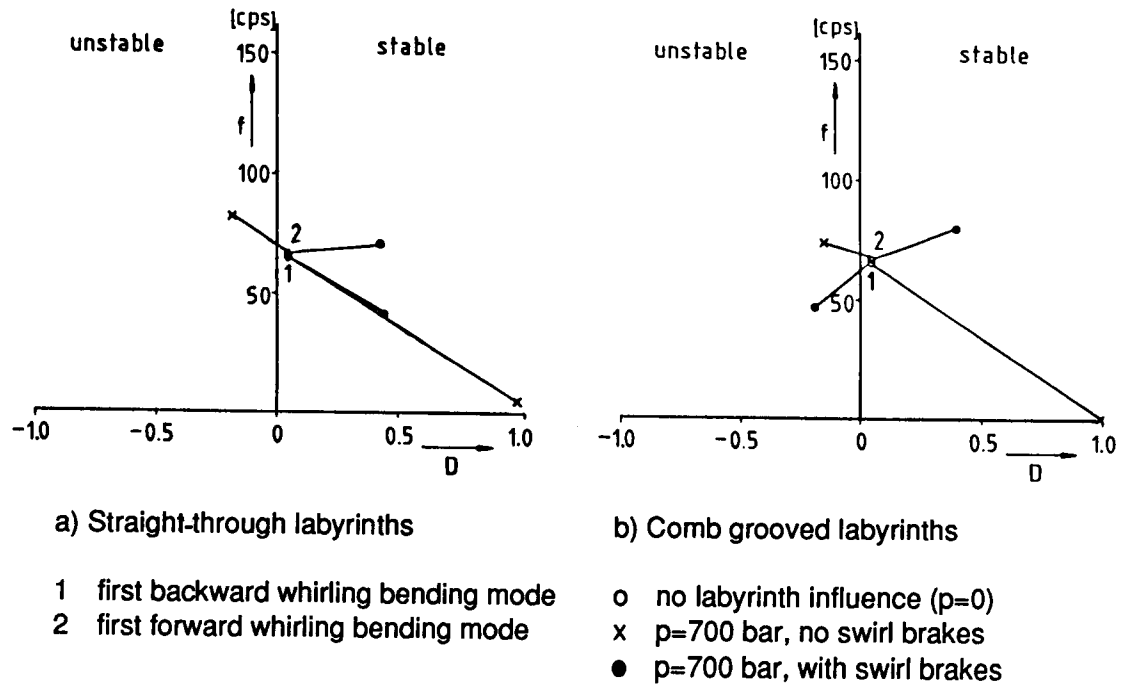 [cps]
unstable
stable
150
f
100
2
1
50
-1.0
-0.5
0
0.5
1.0
D
[cps]
unstable
stable
150
f
100
2
1
50
-1.0
-0.5
0
0.5
1.0
D
a) Straight-through labyrinths
1 first backward whirling bending mode
2 first forward whirling bending mode
b) Comb grooved labyrinths
o no labyrinth influence (p=0)
x p=700 bar, no swirl brakes
● p=700 bar, with swirl brakes